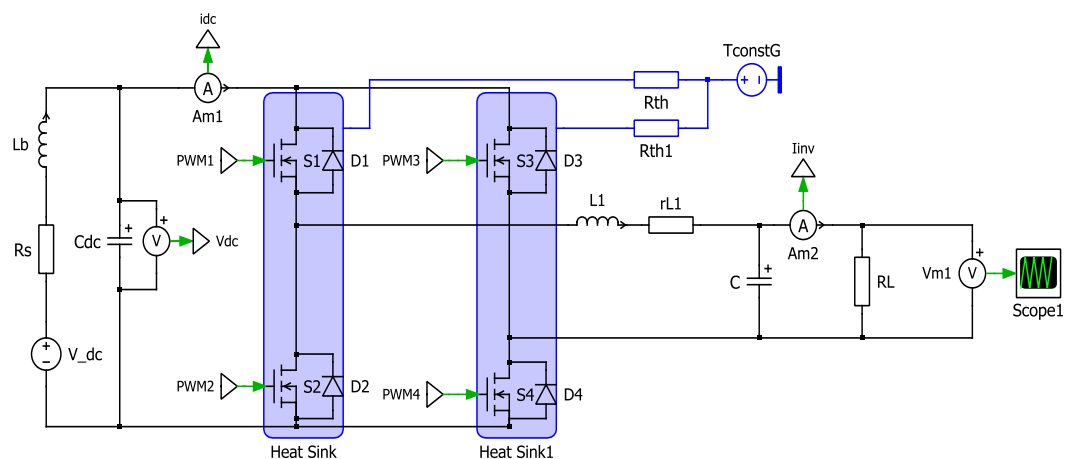 idc
A
Am1
TconstG
Rth
Rth1
Lb
PWM1
S1
D1
PWM3
S3
D3
Iinv
L1
rL1
A
Am2
Rs
Cdc
V
Vdc
C
RL
Vm1
V
Scope1
V_dc
PWM2
S2
D2
PWM4
S4
D4
Heat Sink
Heat Sink1